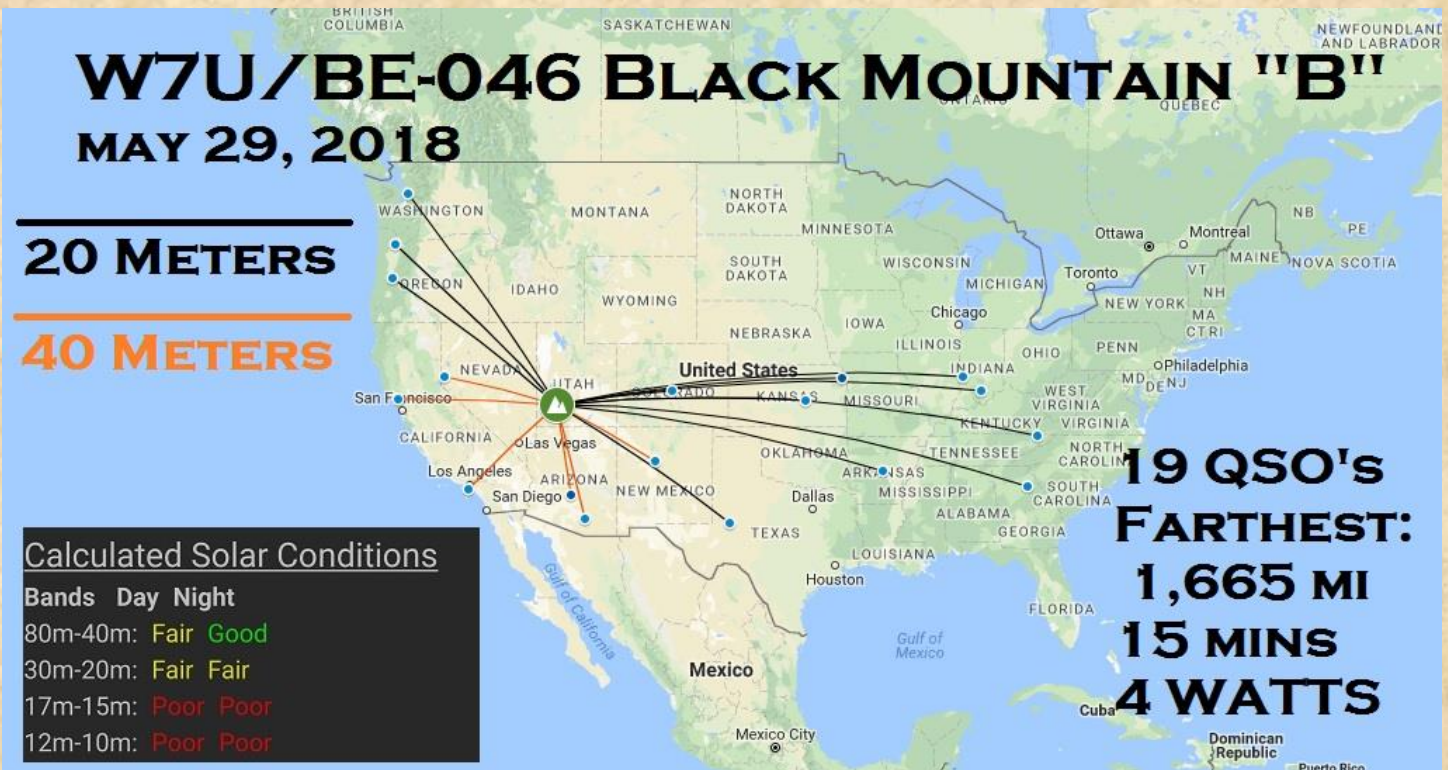 BRITISH
COLUMBIA
SASKATCHEWAN
NEWFOUNDLAND
AND LABRADOR
W7U/BE-046 BLACK MOUNTAIN "B"
ONTARIO
QUEBEC
MAY 29, 2018
WASHINGTON
MONTANA
NORTH
DAKOTA
MINNESOTA
Ottawa
Montreal
NB
PE
MAINE
NOVA SCOTIA
20 METERS
OREGON
IDAHO
WYOMING
SOUTH
DAKOTA
WISCONSIN
MICHIGAN
Toronto
VT
NH
NEW YORK
MA
CT RI
40 METERS
NEBRASKA
IOWA
Chicago
ILLINOIS
OHIO
PENN
Philadelphia
NEVADA
UTAH
COLORADO
United States
KANSAS
MISSOURI
INDIANA
WEST
VIRGINIA
MD
DE
NJ
San Francisco
KENTUCKY
VIRGINIA
CALIFORNIA
Las Vegas
OKLAHOMA
TENNESSEE
NORTH
CAROLINA
Los Angeles
ARIZONA
NEW MEXICO
ARKANSAS
SOUTH
CAROLINA
San Diego
Dallas
MISSISSIPPI
ALABAMA
GEORGIA
TEXAS
LOUISIANA
Houston
FLORIDA
19 QSO's
FARTHEST:
1,665 MI
15 MINS
4 WATTS
Calculated Solar Conditions
Bands Day Night
80m-40m: Fair Good
30m-20m: Fair Fair
17m-15m: Poor Poor
12m-10m: Poor Poor
Gulf of California
Gulf of
Mexico
Mexico
Mexico City
Cuba
Dominican
Republic
Puerto Rico